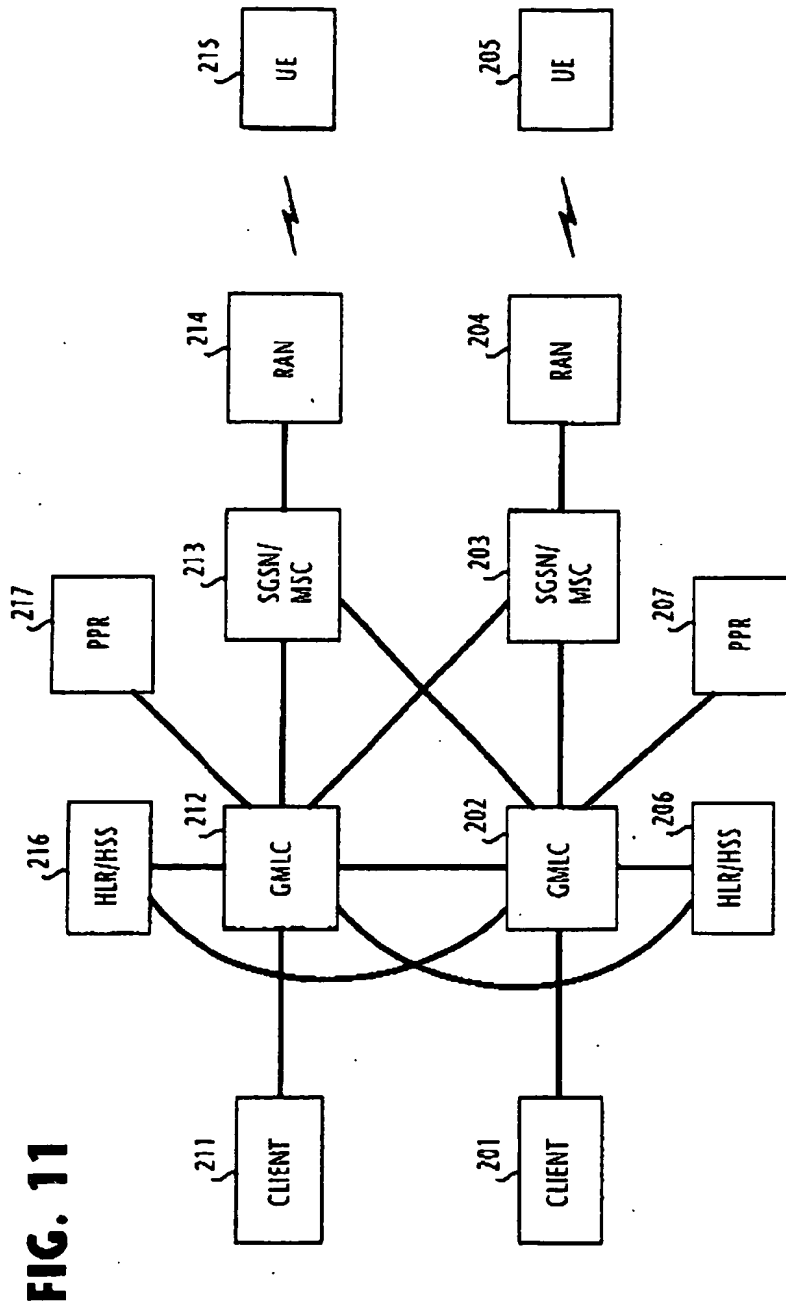 FIG. 11
211
CLIENT
216
HLR/HSS
212
GMLC
217
PPR
213
SGSN/
MSC
214
RAN
215
UE
201
CLIENT
202
GMLC
206
HLR/HSS
203
SGSN/
MSC
207
PPR
204
RAN
205
UE